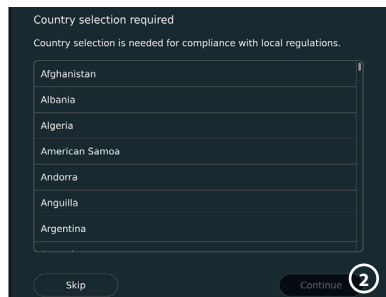 Country selection required
Country selection is needed for compliance with local regulations.
Afghanistan
Albania
Algeria
American Samoa
Andorra
Anguilla
Argentina
Skip
Continue
2